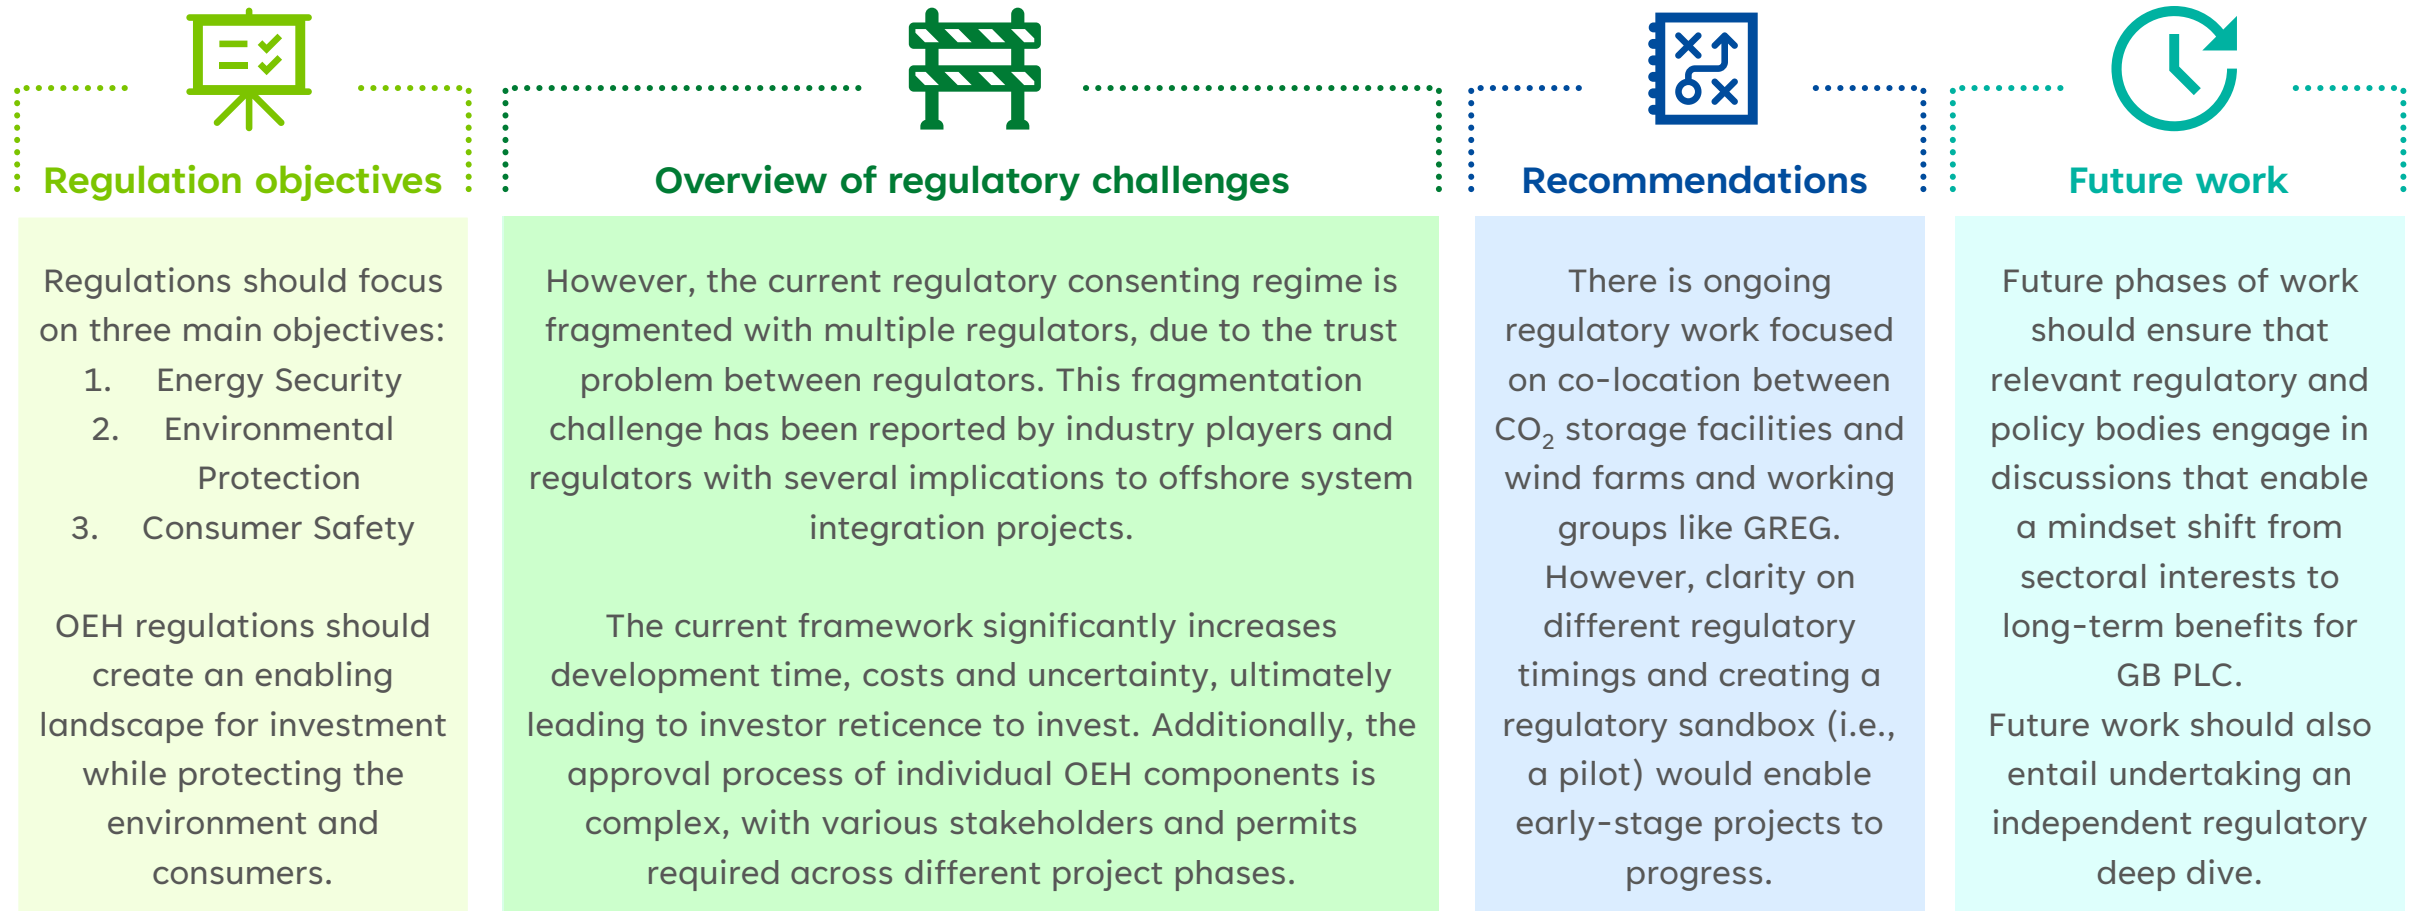 Regulation objectives
Regulations should focus
on three main objectives:
1. Energy Security
2. Environmental
Protection
3. Consumer Safety
OEH regulations should
create an enabling
landscape for investment
while protecting the
environment and
consumers.
Overview of regulatory challenges
However, the current regulatory consenting regime is
fragmented with multiple regulators, due to the trust
problem between regulators. This fragmentation
challenge has been reported by industry players and
regulators with several implications to offshore system
integration projects.
The current framework significantly increases
development time, costs and uncertainty, ultimately
leading to investor reticence to invest. Additionally, the
approval process of individual OEH components is
complex, with various stakeholders and permits
required across different project phases.
Recommendations
There is ongoing
regulatory work focused
on co-location between
CO₂ storage facilities and
wind farms and working
groups like GREG.
However, clarity on
different regulatory
timings and creating a
regulatory sandbox (i.e.,
a pilot) would enable
early-stage projects to
progress.
Future work
Future phases of work
should ensure that
relevant regulatory and
policy bodies engage in
discussions that enable
a mindset shift from
sectoral interests to
long-term benefits for
GB PLC.
Future work should also
entail undertaking an
independent regulatory
deep dive.